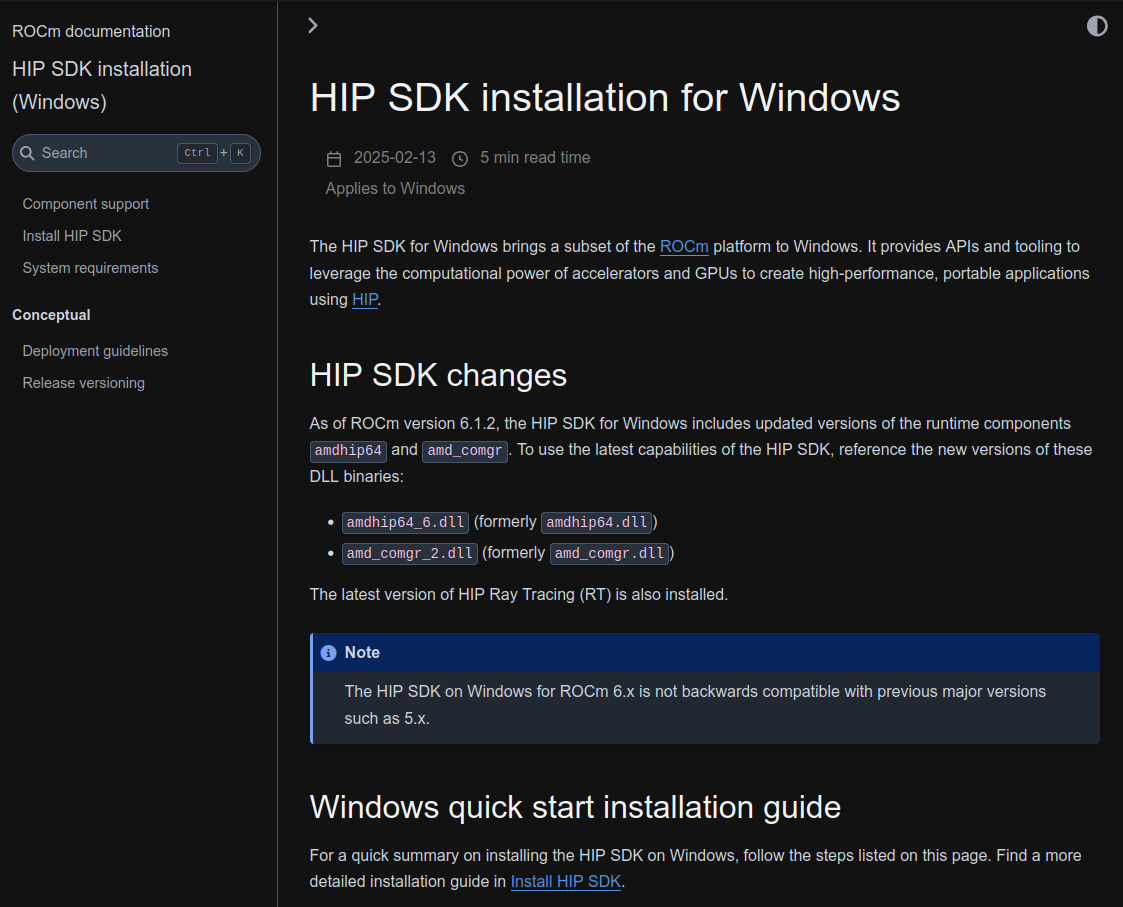 ROCm documentation
HIP SDK installation
(Windows)
Search Ctrl + K
Component support
Install HIP SDK
System requirements
Conceptual
Deployment guidelines
Release versioning
HIP SDK installation for Windows
2025-02-13 5 min read time
Applies to Windows
The HIP SDK for Windows brings a subset of the ROCm platform to Windows. It provides APIs and tooling to
leverage the computational power of accelerators and GPUs to create high-performance, portable applications
using HIP.
HIP SDK changes
As of ROCm version 6.1.2, the HIP SDK for Windows includes updated versions of the runtime components
amdhip64 and amd_comgr. To use the latest capabilities of the HIP SDK, reference the new versions of these
DLL binaries:
• amdhip64_6.dll (formerly amdhip64.dll)
• amd_comgr_2.dll (formerly amd_comgr.dll)
The latest version of HIP Ray Tracing (RT) is also installed.
Note
The HIP SDK on Windows for ROCm 6.x is not backwards compatible with previous major versions
such as 5.x.
Windows quick start installation guide
For a quick summary on installing the HIP SDK on Windows, follow the steps listed on this page. Find a more
detailed installation guide in Install HIP SDK.